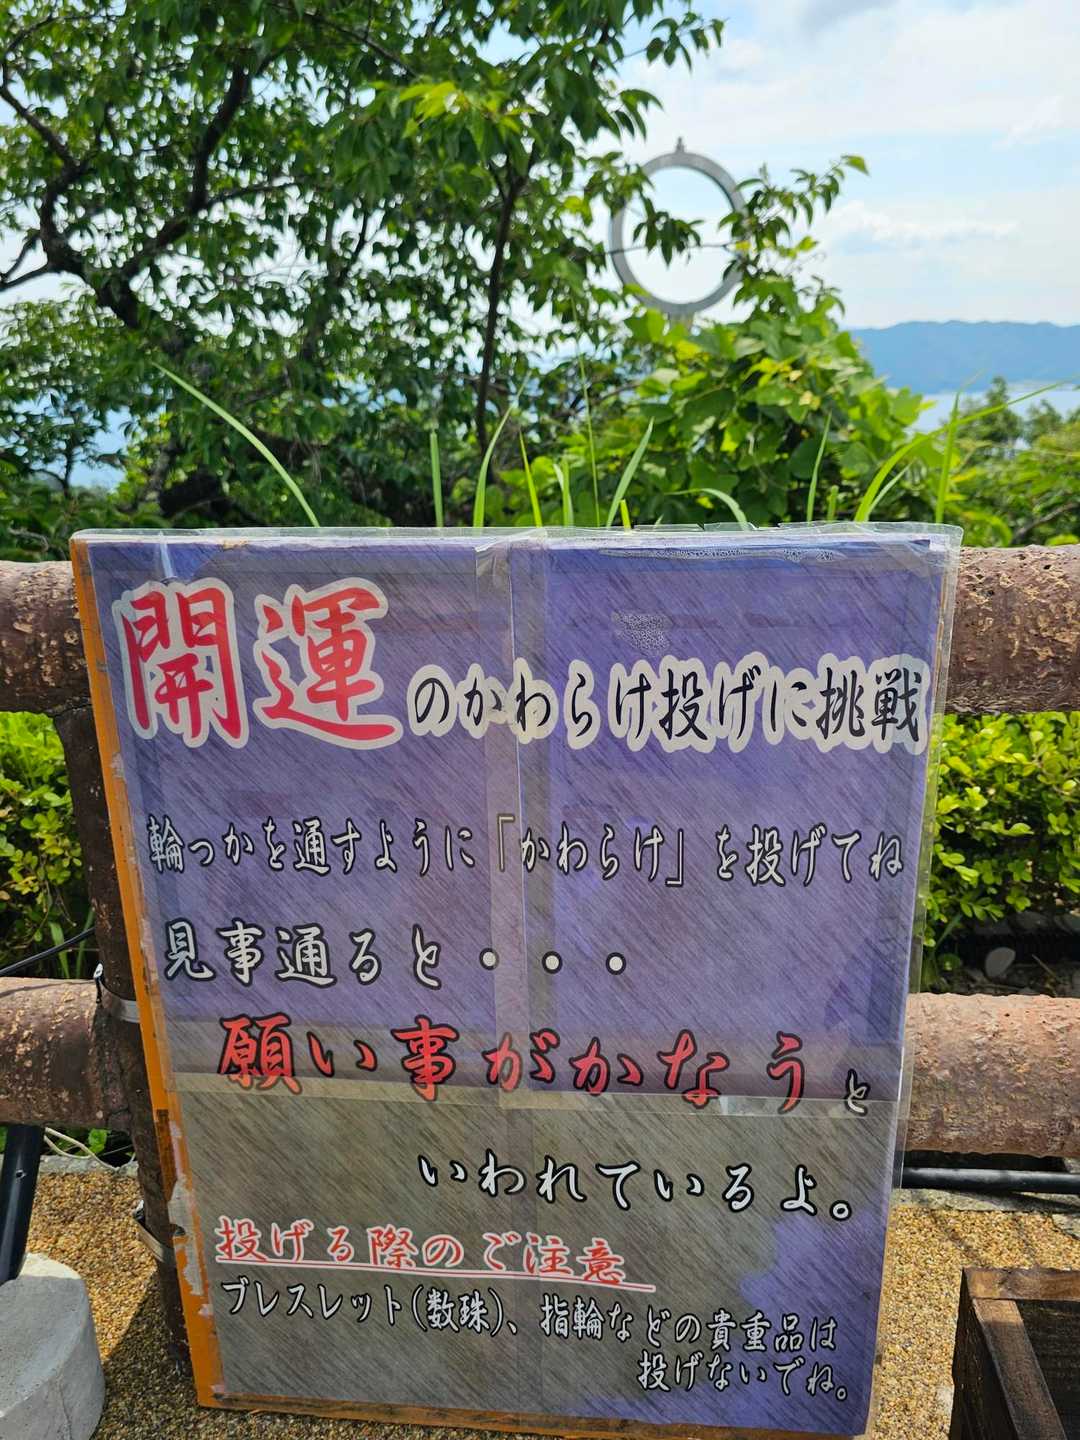 開運のかわらけ投げに挑戦
輪っかを通すように「かわらけ」を投げてね
見事通ると・・・
願い事がかなうと
いわれているよ。
投げる際のご注意
ブレスレット(数珠)、指輪などの貴重品は
投げないでね。